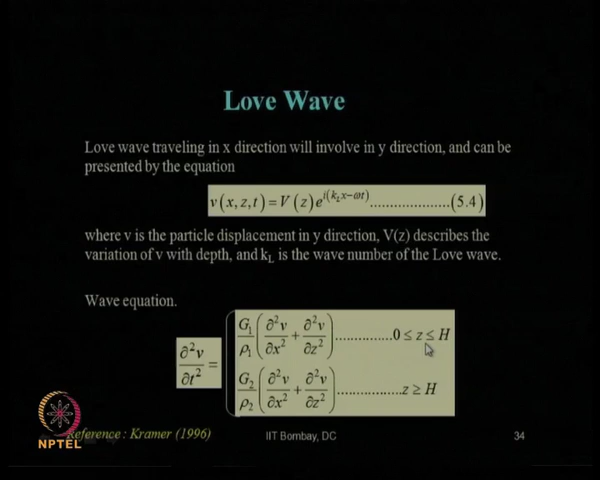 Love Wave
Love wave traveling in x direction will involve in y direction, and can be
presented by the equation
v(x,z,t) = V(z)e^{i(k_L x−ωt)}....................(5.4)
where v is the particle displacement in y direction, V(z) describes the
variation of v with depth, and k_L is the wave number of the Love wave.
Wave equation.
∂²v/∂t² =
G₁/ρ₁ (∂²v/∂x² + ∂²v/∂z²)..............0 ≤ z ≤ H
G₂/ρ₂ (∂²v/∂x² + ∂²v/∂z²)..................z ≥ H
Reference : Kramer (1996)
IIT Bombay, DC
34
NPTEL